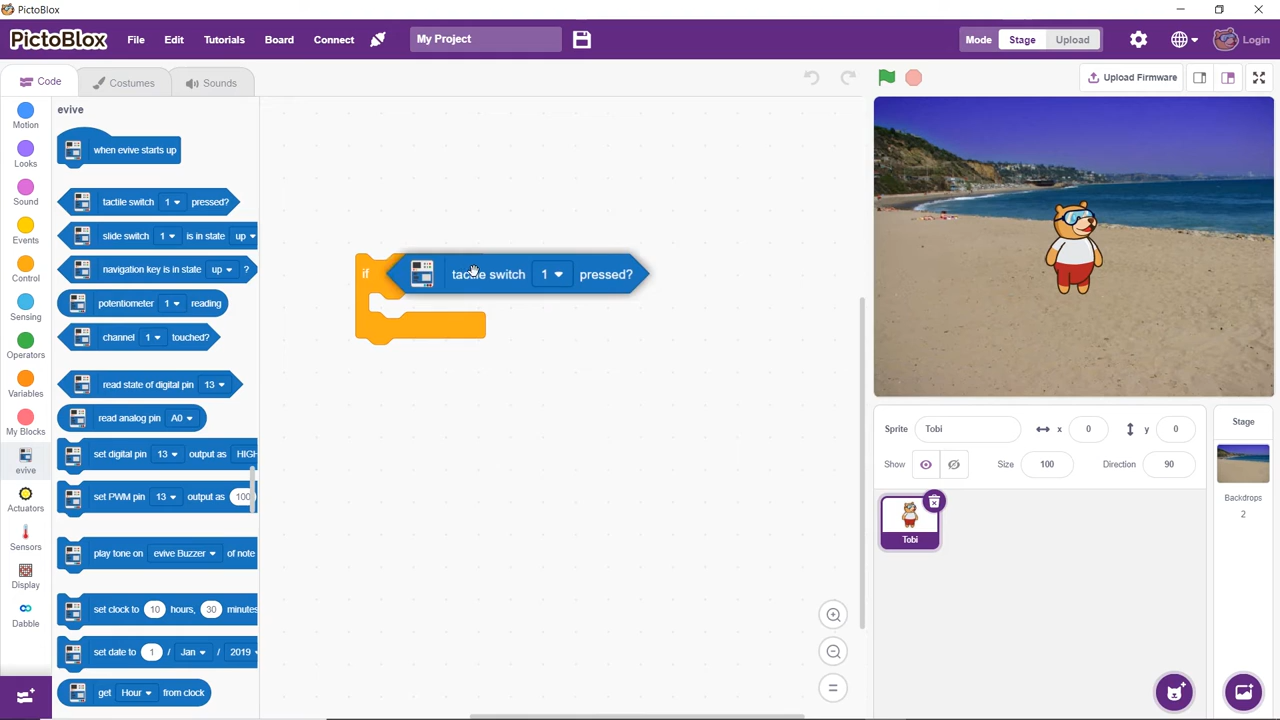 PictoBlox
PictoBlox File Edit Tutorials Board Connect My Project Mode Stage Upload Login
Code Costumes Sounds Upload Firmware
Motion
Looks
Sound
Events
Control
Sensing
Operators
Variables
My Blocks
evive
Actuators
Sensors
Display
Dabble
evive
when evive starts up
tactile switch 1 pressed?
slide switch 1 is in state up
navigation key is in state up ?
potentiometer 1 reading
channel 1 touched?
read state of digital pin 13
read analog pin A0
set digital pin 13 output as HIGH
set PWM pin 13 output as 100
play tone on evive Buzzer of note
set clock to 10 hours, 30 minutes
set date to 1 / Jan / 2019
get Hour from clock
if tactile switch 1 pressed?
Sprite Tobi x 0 y 0
Show Size 100 Direction 90
Tobi
Stage
Backdrops
2